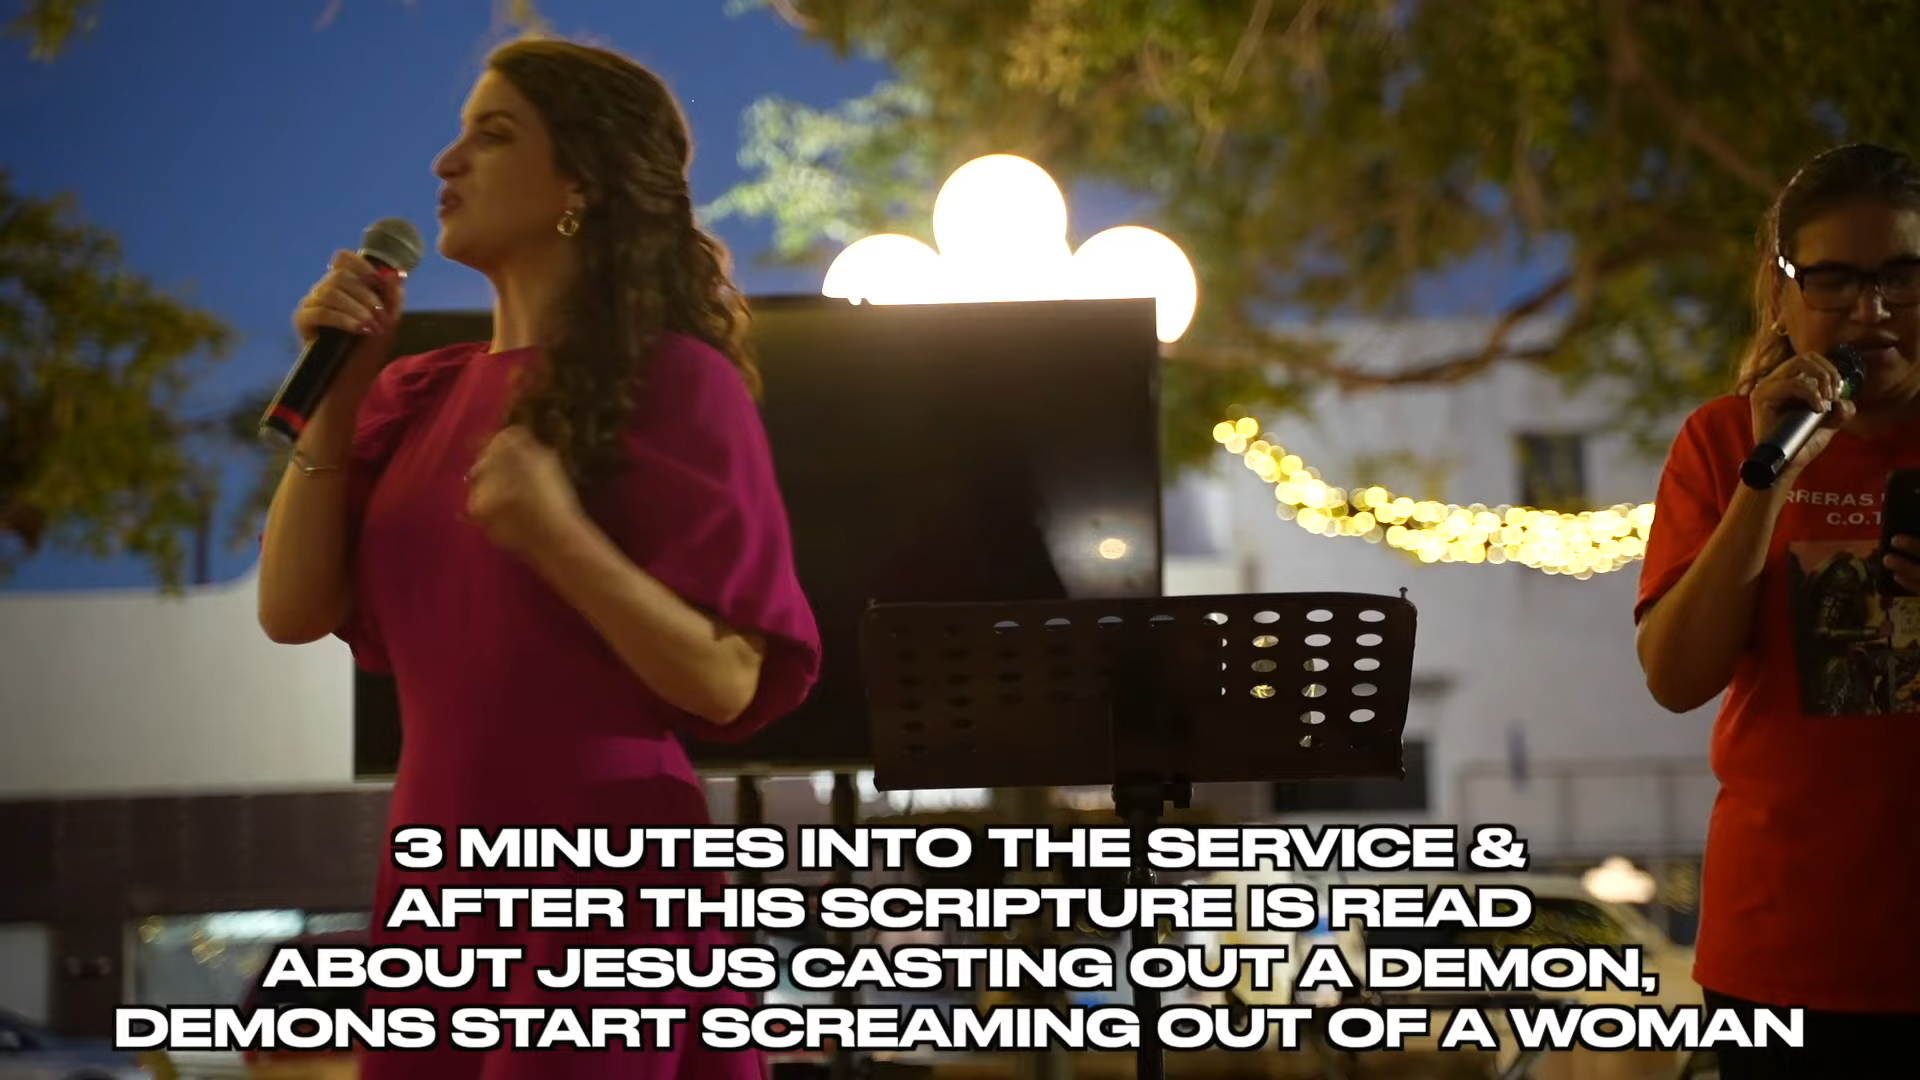 RRERAS
C.O.T
3 MINUTES INTO THE SERVICE &
AFTER THIS SCRIPTURE IS READ
ABOUT JESUS CASTING OUT A DEMON,
DEMONS START SCREAMING OUT OF A WOMAN